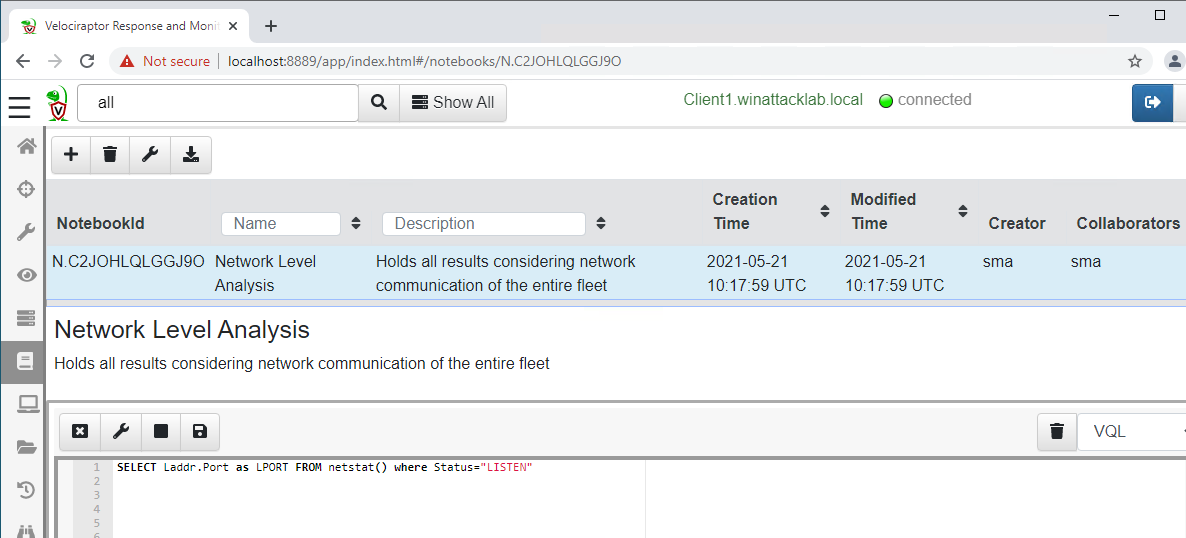 Velociraptor Response and Monit
Not secure
localhost:8889/app/index.html#/notebooks/N.C2JOHLQLGGJ9O
V
all
Show All
Client1.winattacklab.local
connected
NotebookId
Name
Description
Creation
Time
Modified
Time
Creator
Collaborators
N.C2JOHLQLGGJ9O
Network Level
Analysis
Holds all results considering network
communication of the entire fleet
2021-05-21
10:17:59 UTC
2021-05-21
10:17:59 UTC
sma
sma
Network Level Analysis
Holds all results considering network communication of the entire fleet
VQL
1 SELECT Laddr.Port as LPORT FROM netstat() where Status="LISTEN"
2
3
4
5
6